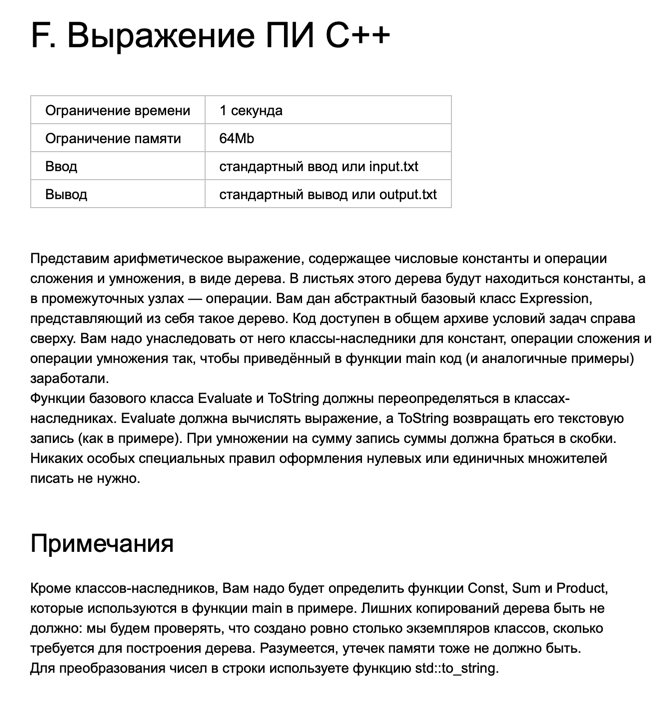 F. Выражение ПИ C++
Ограничение времени 1 секунда
Ограничение памяти 64Mb
Ввод стандартный ввод или input.txt
Вывод стандартный вывод или output.txt
Представим арифметическое выражение, содержащее числовые константы и операции
сложения и умножения, в виде дерева. В листьях этого дерева будут находиться константы, а
в промежуточных узлах — операции. Вам дан абстрактный базовый класс Expression,
представляющий из себя такое дерево. Код доступен в общем архиве условий задач справа
сверху. Вам надо унаследовать от него классы-наследники для констант, операции сложения и
операции умножения так, чтобы приведённый в функции main код (и аналогичные примеры)
заработали.
Функции базового класса Evaluate и ToString должны переопределяться в классах-
наследниках. Evaluate должна вычислять выражение, а ToString возвращать его текстовую
запись (как в примере). При умножении на сумму запись суммы должна браться в скобки.
Никаких особых специальных правил оформления нулевых или единичных множителей
писать не нужно.
Примечания
Кроме классов-наследников, Вам надо будет определить функции Const, Sum и Product,
которые используются в функции main в примере. Лишних копирований дерева быть не
должно: мы будем проверять, что создано ровно столько экземпляров классов, сколько
требуется для построения дерева. Разумеется, утечек памяти тоже не должно быть.
Для преобразования чисел в строки используете функцию std::to_string.